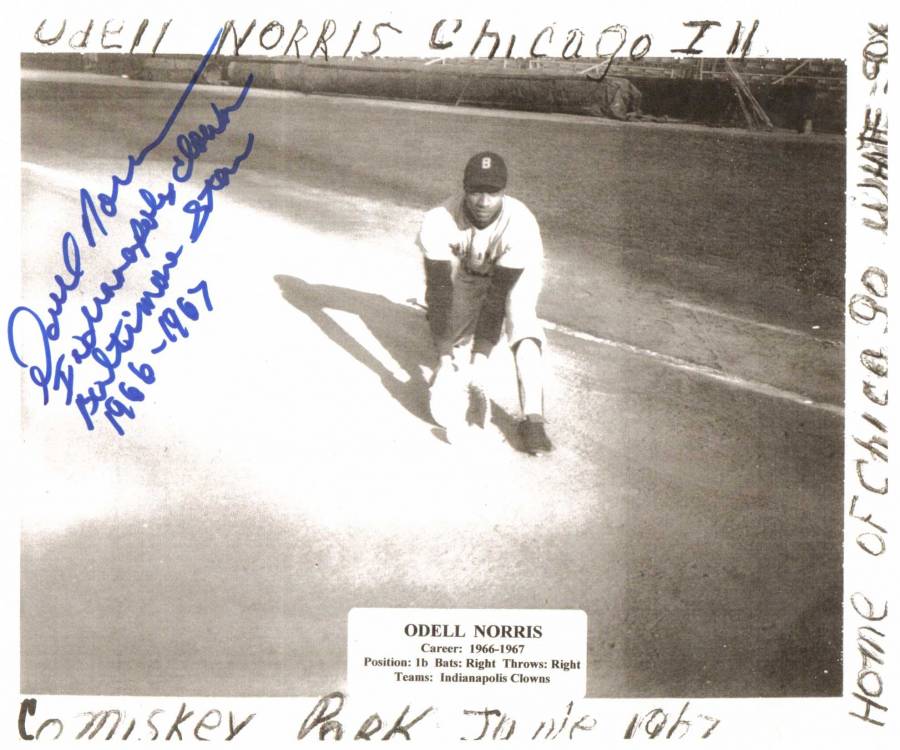 Odell NORRIS Chicago Ill.
Home OF Chicago WHITE-SOX
B
Odell Norris
Indianapolis Clowns
Baltimore Stars
1966-1967
ODELL NORRIS
Career: 1966-1967
Position: 1b Bats: Right Throws: Right
Teams: Indianapolis Clowns
Comiskey Park June 1967